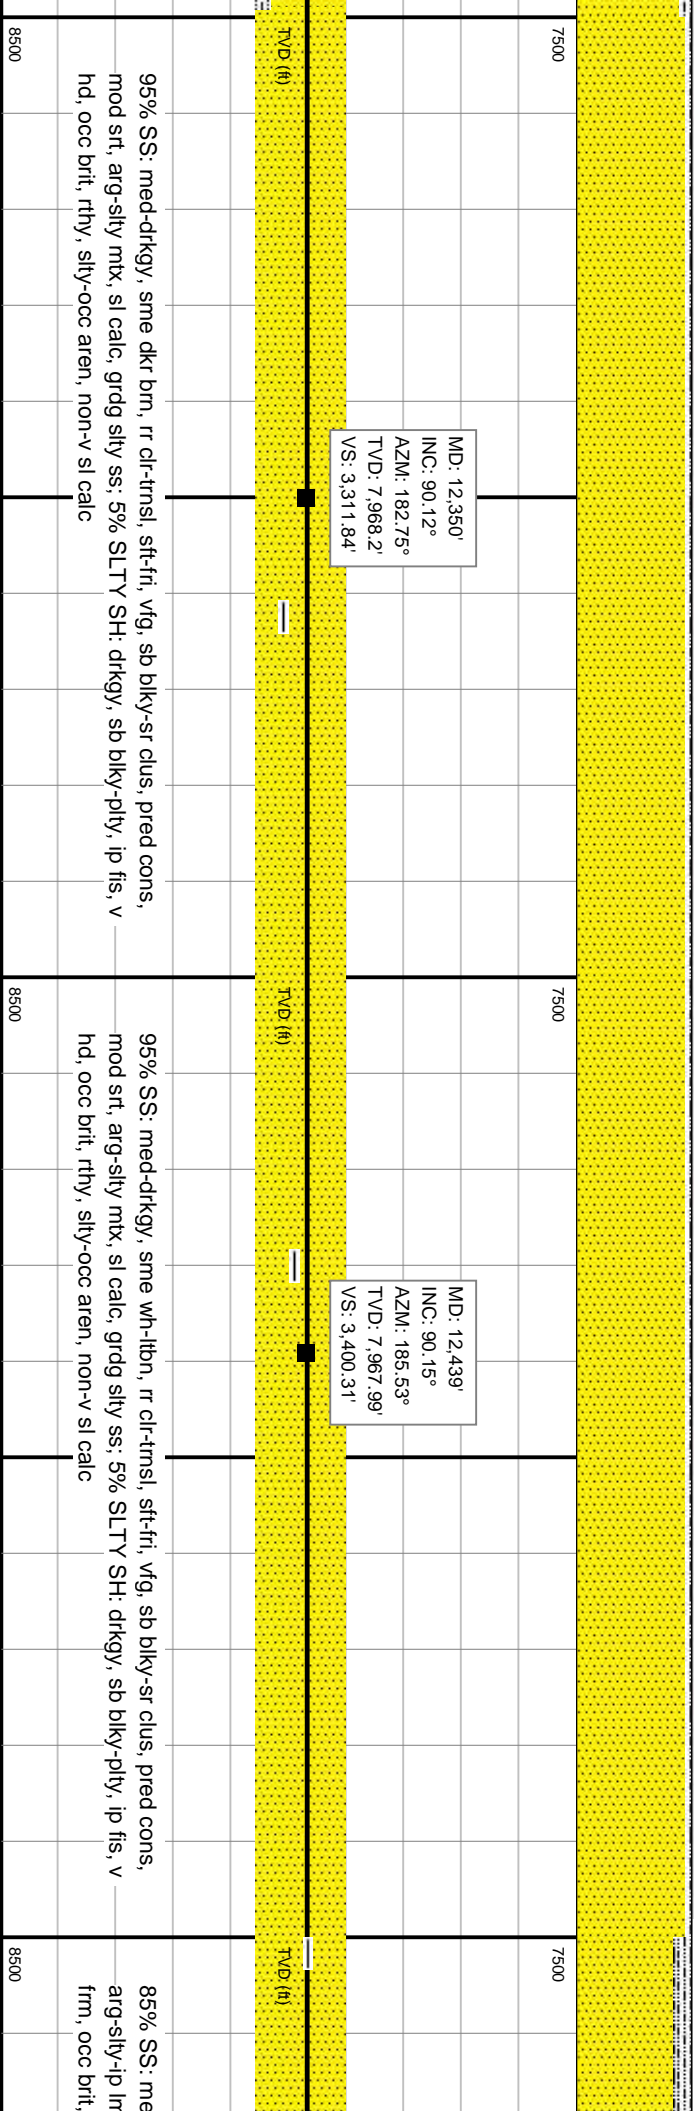 7500
TVD (ft)
8500
95% SS: med-drkgy, sme dkr brn, rr clr-trnsl, sft-fri, vfg, sb blky-sr clus, pred cons,
mod srt, arg-slty mtx, sl calc, grdg slty ss; 5% SLTY SH: drkgy, sb blky-plty, ip fis, v
hd, occ brit, rthy, slty-occ aren, non-v sl calc
MD: 12,350'
INC: 90.12°
AZM: 182.75°
TVD: 7,968.2'
VS: 3,311.84'
7500
TVD (ft)
8500
95% SS: med-drkgy, sme wh-ltbn, rr clr-trnsl, sft-fri, vfg, sb blky-sr clus, pred cons,
mod srt, arg-slty mtx, sl calc, grdg slty ss; 5% SLTY SH: drkgy, sb blky-plty, ip fis, v
hd, occ brit, rthy, slty-occ aren, non-v sl calc
MD: 12,439'
INC: 90.15°
AZM: 185.53°
TVD: 7,967.99'
VS: 3,400.31'
7500
TVD (ft)
8500
85% SS: me
arg-slty-ip
frm, occ brit,